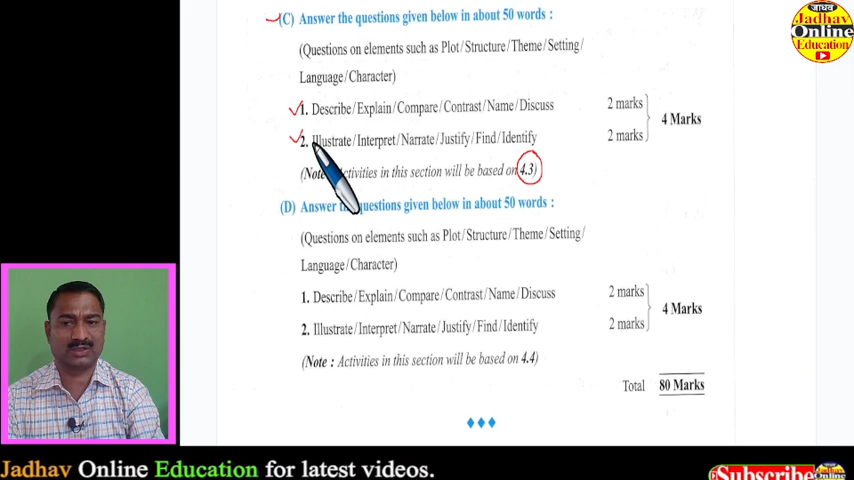 (C) Answer the questions given below in about 50 words :
(Questions on elements such as Plot/Structure/Theme/Setting/
Language/Character)
1. Describe/Explain/Compare/Contrast/Name/Discuss 2 marks
4 Marks
2. Illustrate/Interpret/Narrate/Justify/Find/Identify 2 marks
(Note Activities in this section will be based on 4.3)
(D) Answer the questions given below in about 50 words :
(Questions on elements such as Plot/Structure/Theme/Setting/
Language/Character)
1. Describe/Explain/Compare/Contrast/Name/Discuss 2 marks
4 Marks
2. Illustrate/Interpret/Narrate/Justify/Find/Identify 2 marks
(Note : Activities in this section will be based on 4.4)
Total 80 Marks
जाधव
Jadhav
Online
Education
Jadhav Online Education for latest videos.
Subscribe